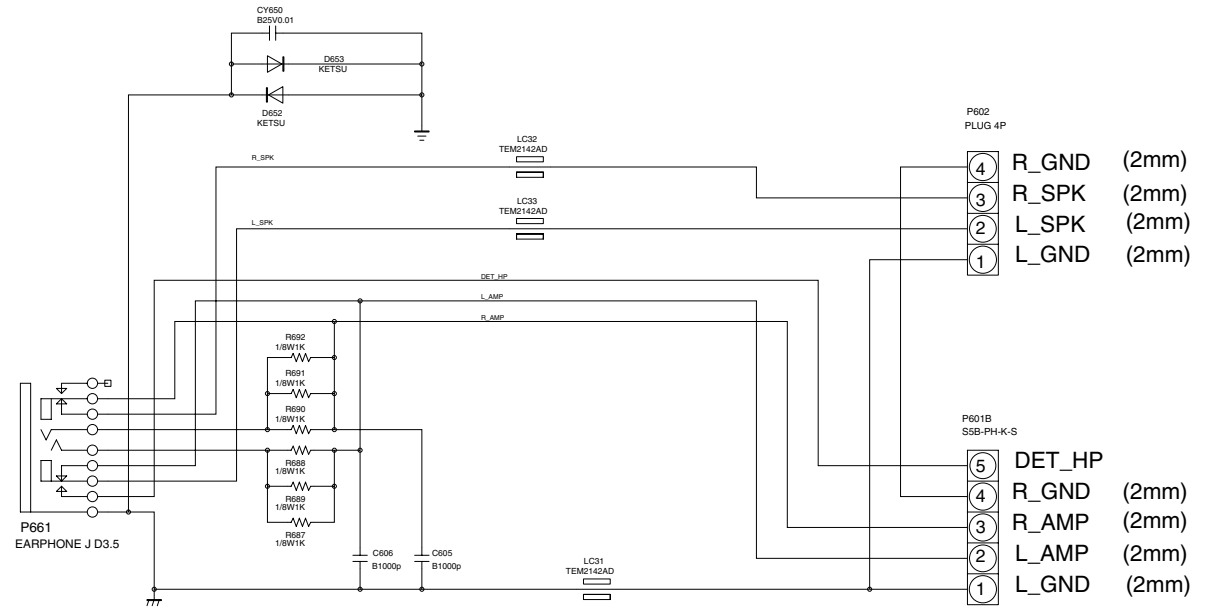 CY650
B25V0.01
D653
KETSU
D652
KETSU
P602
PLUG 4P
LC32
TEM2142AD
R_SPK
4 R_GND (2mm)
3 R_SPK (2mm)
LC33
TEM2142AD
L_SPK
2 L_SPK (2mm)
1 L_GND (2mm)
DET_HP
L_AMP
R_AMP
R692
1/8W1K
R691
1/8W1K
R690
1/8W1K
R688
1/8W1K
R689
1/8W1K
R687
1/8W1K
P601B
S5B-PH-K-S
5 DET_HP
4 R_GND (2mm)
3 R_AMP (2mm)
2 L_AMP (2mm)
1 L_GND (2mm)
P661
EARPHONE J D3.5
C606
B1000p
C605
B1000p
LC31
TEM2142AD